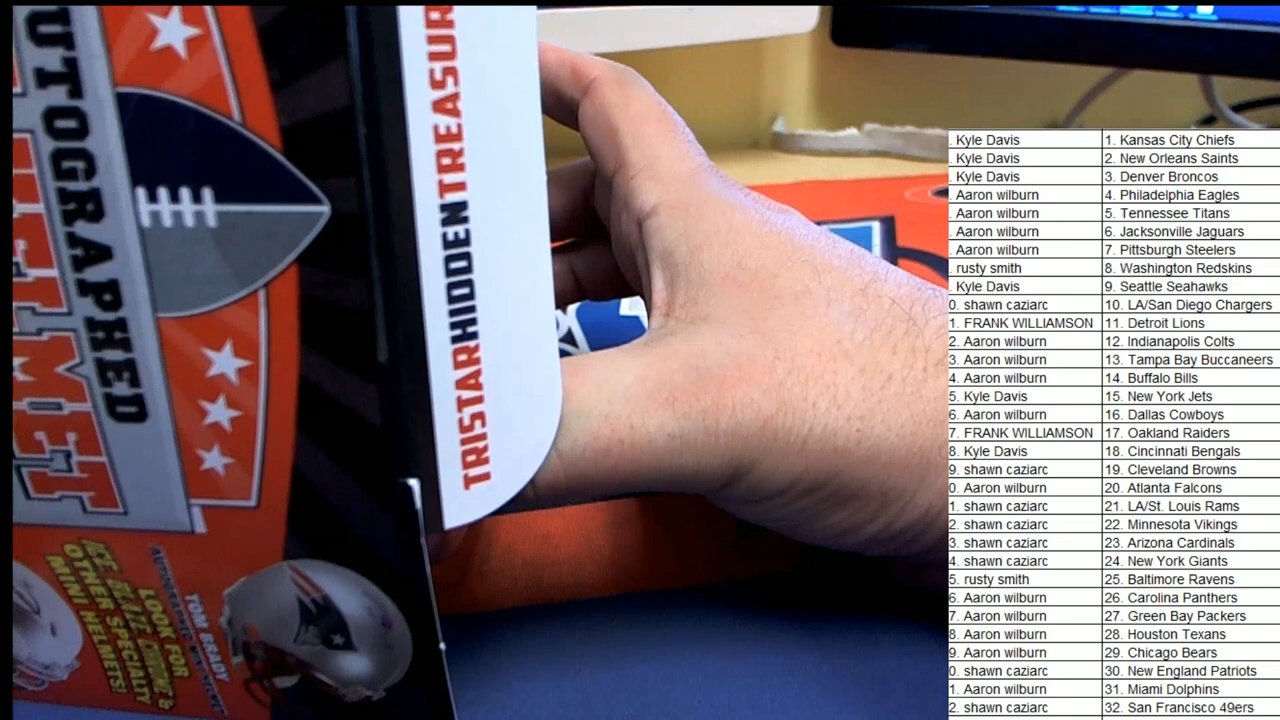 AUTOGRAPHED
TRISTARHIDDENTREASUR
LOOK FOR
AUTOGRAPHED
TOM BRADY
ICE, CHROME &
BLAZE SPECIALTY
OTHER
MINI HELMETS!
. Kyle Davis 1. Kansas City Chiefs
. Kyle Davis 2. New Orleans Saints
. Kyle Davis 3. Denver Broncos
. Aaron wilburn 4. Philadelphia Eagles
. Aaron wilburn 5. Tennessee Titans
. Aaron wilburn 6. Jacksonville Jaguars
. Aaron wilburn 7. Pittsburgh Steelers
. rusty smith 8. Washington Redskins
. Kyle Davis 9. Seattle Seahawks
0. shawn caziarc 10. LA/San Diego Chargers
1. FRANK WILLIAMSON 11. Detroit Lions
2. Aaron wilburn 12. Indianapolis Colts
3. Aaron wilburn 13. Tampa Bay Buccaneers
4. Aaron wilburn 14. Buffalo Bills
5. Kyle Davis 15. New York Jets
6. Aaron wilburn 16. Dallas Cowboys
7. FRANK WILLIAMSON 17. Oakland Raiders
8. Kyle Davis 18. Cincinnati Bengals
9. shawn caziarc 19. Cleveland Browns
0. Aaron wilburn 20. Atlanta Falcons
1. shawn caziarc 21. LA/St. Louis Rams
2. shawn caziarc 22. Minnesota Vikings
3. shawn caziarc 23. Arizona Cardinals
4. shawn caziarc 24. New York Giants
5. rusty smith 25. Baltimore Ravens
6. Aaron wilburn 26. Carolina Panthers
7. Aaron wilburn 27. Green Bay Packers
8. Aaron wilburn 28. Houston Texans
9. Aaron wilburn 29. Chicago Bears
0. shawn caziarc 30. New England Patriots
1. Aaron wilburn 31. Miami Dolphins
2. shawn caziarc 32. San Francisco 49ers